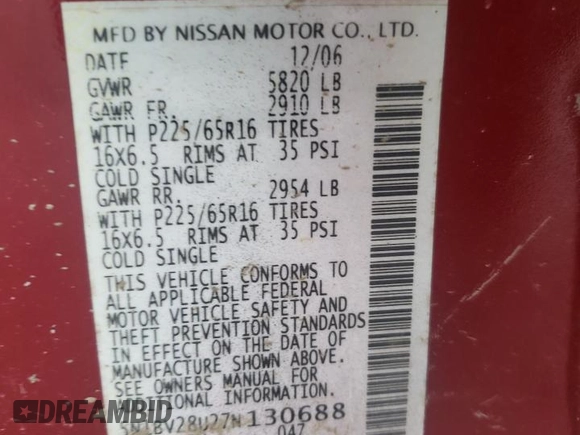 MFD BY NISSAN MOTOR CO., LTD.
DATE 12/06
GVWR 5820 LB
GAWR FR. 2910 LB
WITH P225/65R16 TIRES
16X6.5 RIMS AT 35 PSI
COLD SINGLE
GAWR RR. 2954 LB
WITH P225/65R16 TIRES
16X6.5 RIMS AT 35 PSI
COLD SINGLE
THIS VEHICLE CONFORMS TO
ALL APPLICABLE FEDERAL
MOTOR VEHICLE SAFETY AND
THEFT PREVENTION STANDARDS
IN EFFECT ON THE DATE OF
MANUFACTURE SHOWN ABOVE.
SEE OWNERS MANUAL FOR
INFORMATION.
BV28U27N130688
047
DREAMBID